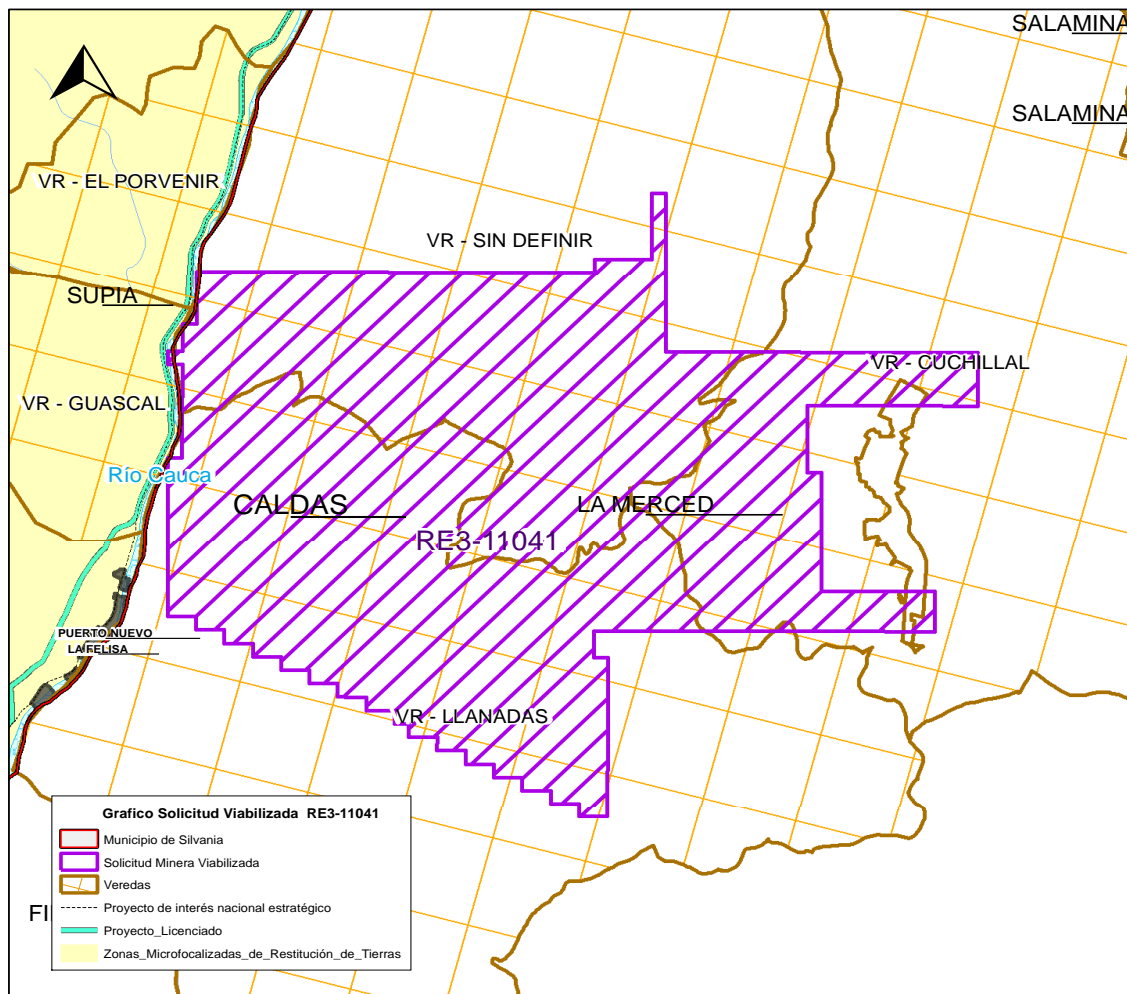 SALAMINA
SALAMINA
VR - EL PORVENIR
VR - SIN DEFINIR
SUPIA
VR - CUCHILLAL
VR - GUASCAL
Río Cauca
CALDAS
LA MERCED
RE3-11041
PUERTO NUEVO
LA FELISA
VR - LLANADAS
Grafico Solicitud Viabilizada RE3-11041
Municipio de Silvania
Solicitud Minera Viabilizada
Veredas
Proyecto de interés nacional estratégico
Proyecto_Licenciado
Zonas_Microfocalizadas_de_Restitución_de_Tierras